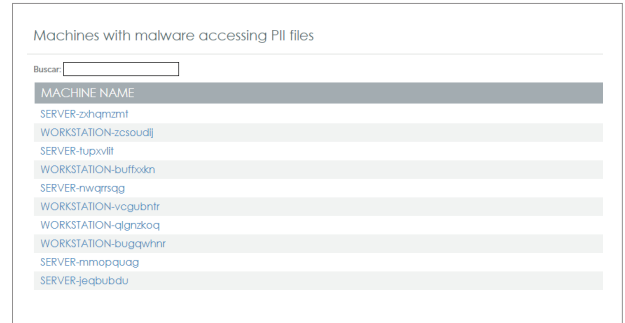 Machines with malware accessing PII files
Buscar:
MACHINE NAME
SERVER-zxhqmzmt
WORKSTATION-zcsoudij
SERVER-tupxvlit
WORKSTATION-buffxxkn
SERVER-nwqrrsqg
WORKSTATION-vcgubntr
WORKSTATION-qlgnzkoq
WORKSTATION-bugqwhnr
SERVER-mmopquag
SERVER-jeqbubdu